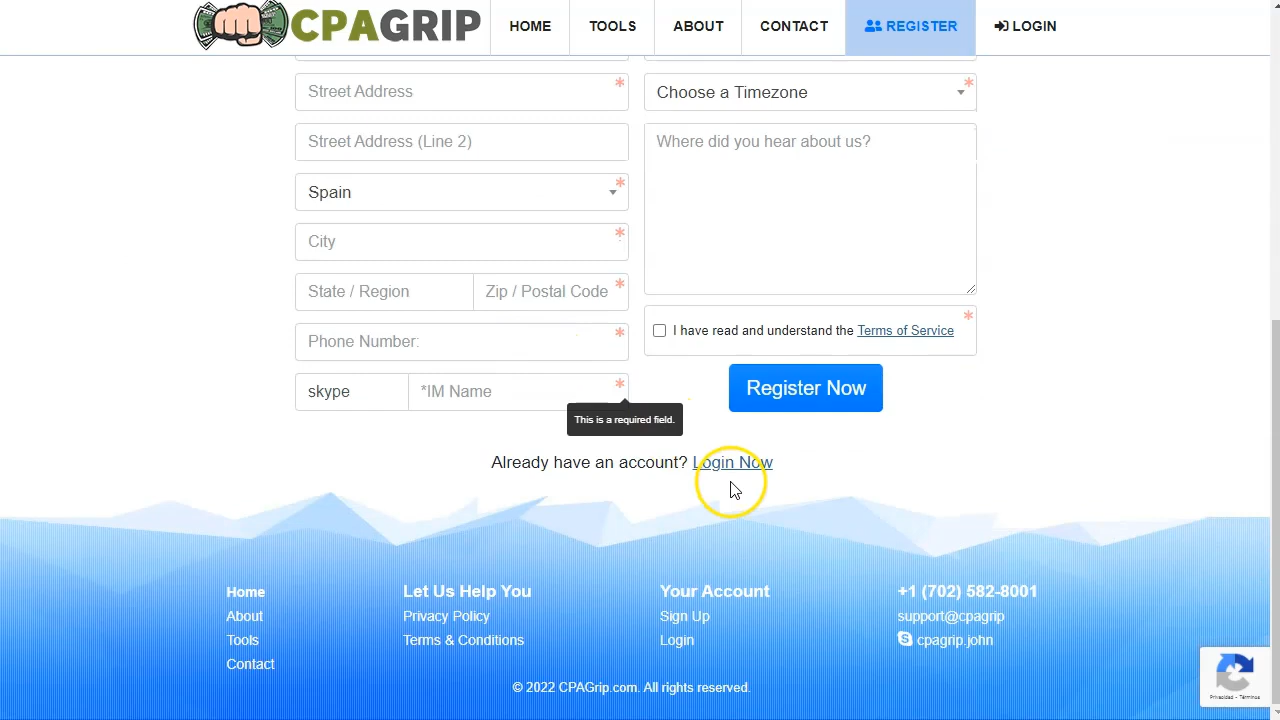 CPAGRIP
HOME
TOOLS
ABOUT
CONTACT
REGISTER
LOGIN
Street Address *
Choose a Timezone *
Street Address (Line 2)
Where did you hear about us?
Spain *
City *
State / Region
Zip / Postal Code *
I have read and understand the Terms of Service *
Phone Number: *
Register Now
skype
*IM Name *
This is a required field.
Already have an account? Login Now
Home
Let Us Help You
Your Account
+1 (702) 582-8001
About
Privacy Policy
Sign Up
support@cpagrip
Tools
Terms & Conditions
Login
cpagrip.john
Contact
© 2022 CPAGrip.com. All rights reserved.
Privacidad - Términos